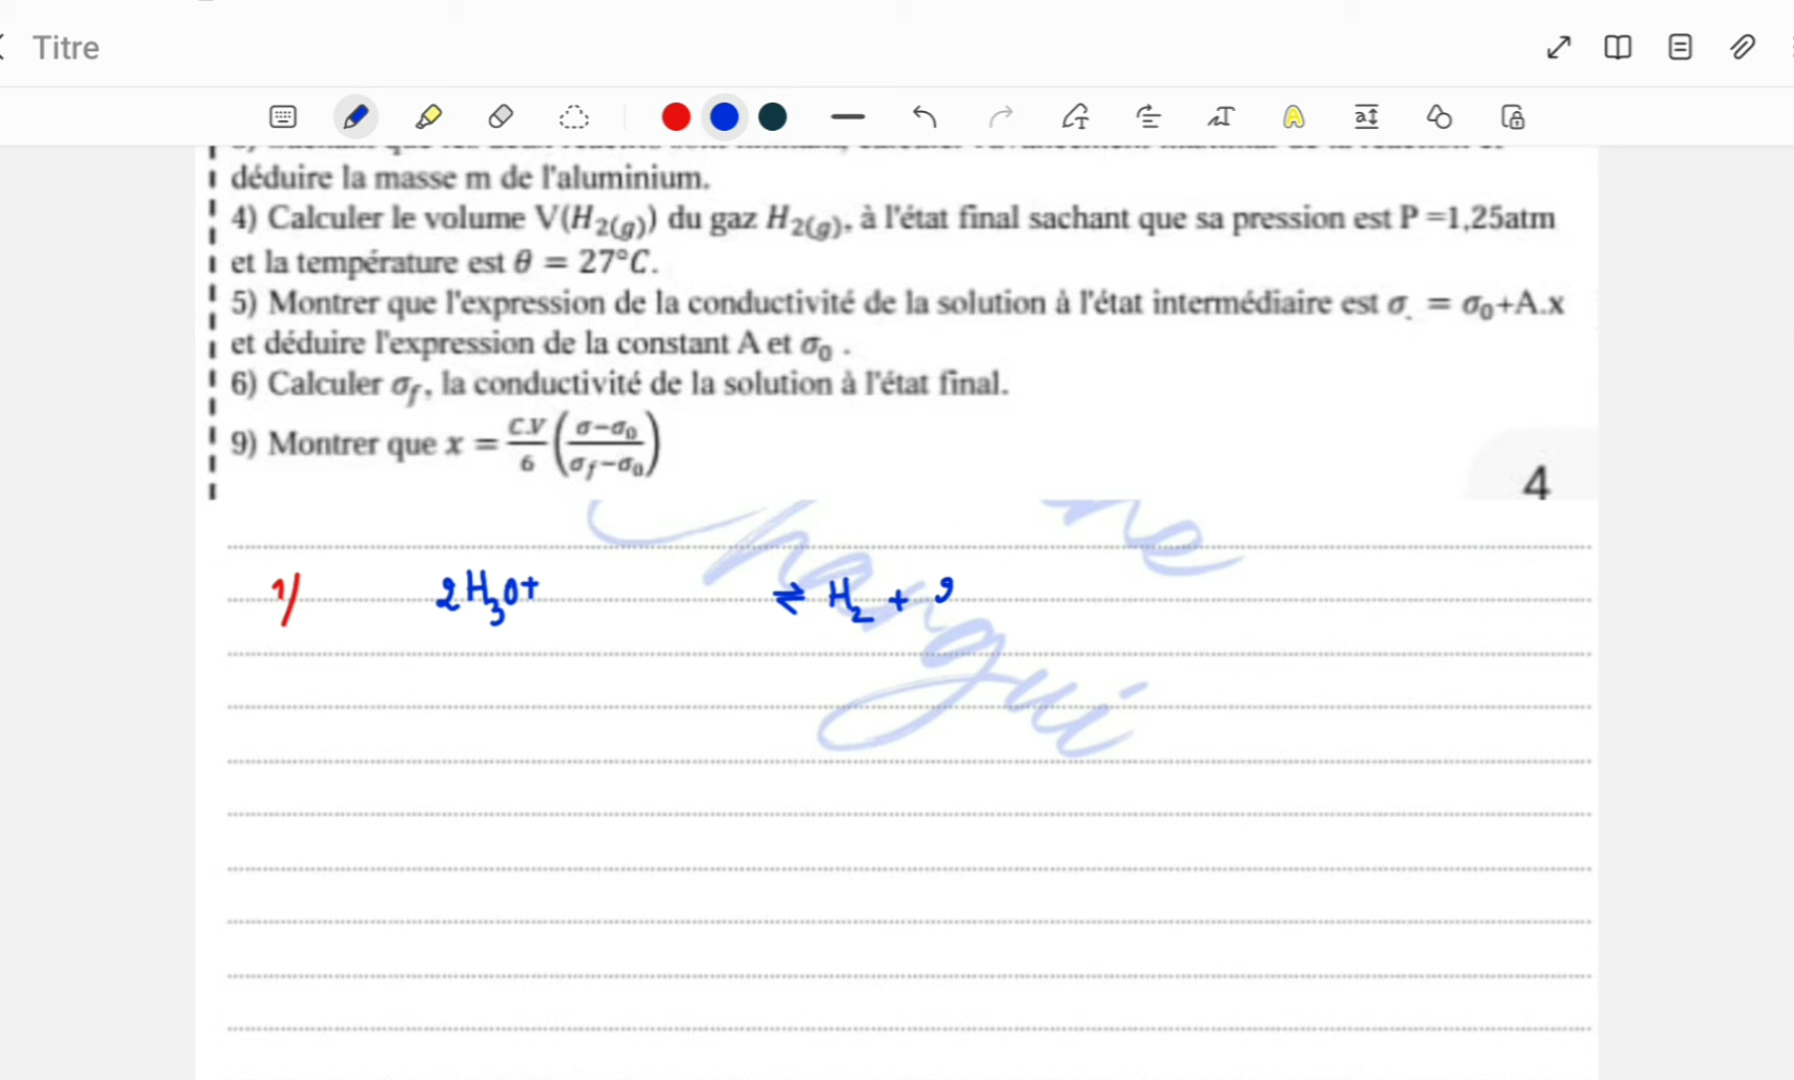 Titre
déduire la masse m de l'aluminium.
4) Calculer le volume V(H₂(g)) du gaz H₂(g), à l'état final sachant que sa pression est P =1,25atm
et la température est θ = 27°C.
5) Montrer que l'expression de la conductivité de la solution à l'état intermédiaire est σ = σ₀+A.x
et déduire l'expression de la constant A et σ₀ .
6) Calculer σf, la conductivité de la solution à l'état final.
9) Montrer que x = C.V/6 (σ−σ₀/σf−σ₀)
4
1/ 2H₃O+ ⇌ H₂ + 2